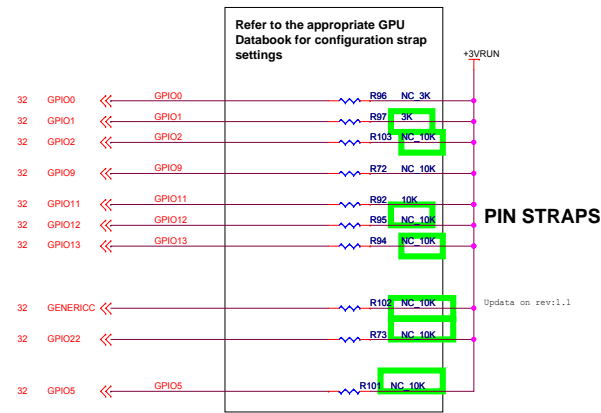 Refer to the appropriate GPU
Databook for configuration strap
settings
+3VRUN
32 GPIO0 GPIO0 R96 NC_3K
32 GPIO1 GPIO1 R97 3K
32 GPIO2 GPIO2 R103 NC_10K
32 GPIO9 GPIO9 R72 NC_10K
32 GPIO11 GPIO11 R92 10K
32 GPIO12 GPIO12 R95 NC_10K
PIN STRAPS
32 GPIO13 GPIO13 R94 NC_10K
32 GENERICC R102 NC_10K Updata on rev:1.1
32 GPIO22 R73 NC_10K
32 GPIO5 GPIO5 R101 NC_10K